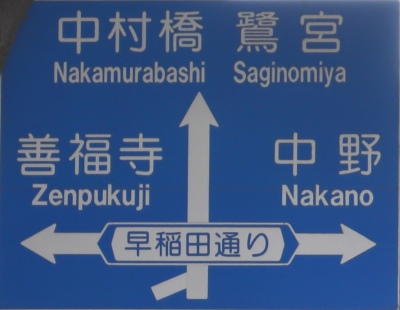 中村橋 鷺宮
Nakamurabashi Saginomiya
善福寺 中野
Zenpukuji Nakano
早稲田通り